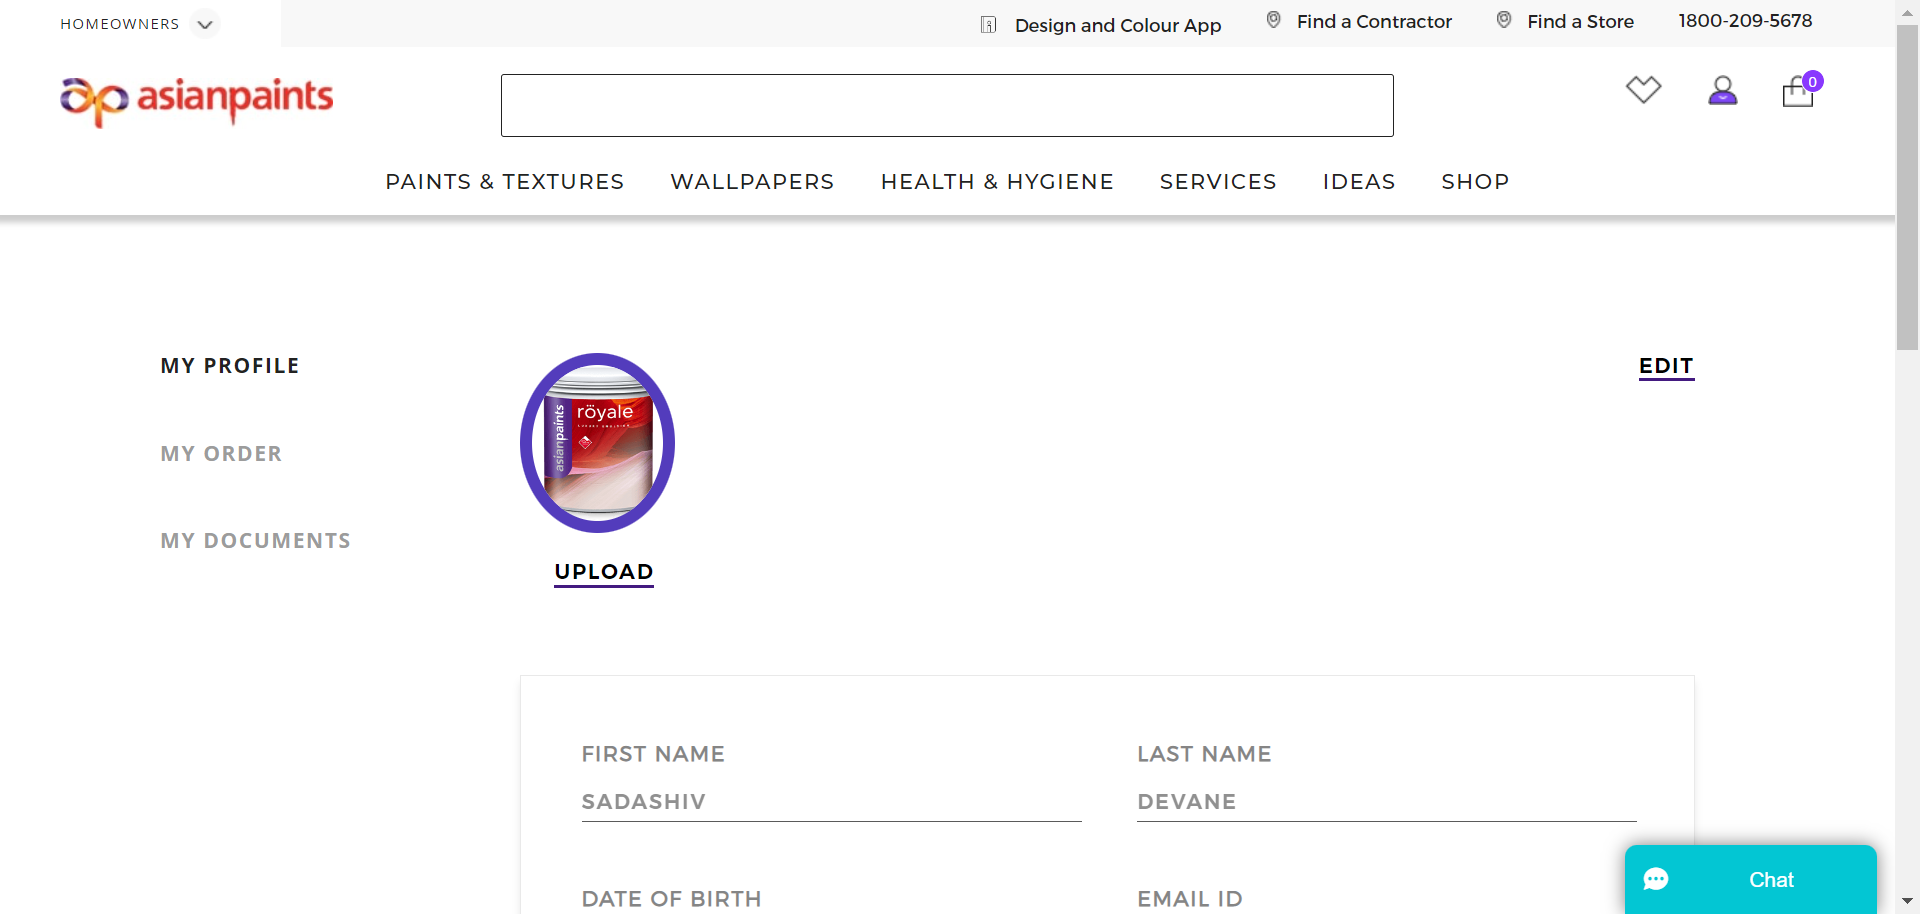 HOMEOWNERS
Design and Colour App
Find a Contractor
Find a Store
1800-209-5678
asianpaints
0
PAINTS & TEXTURES
WALLPAPERS
HEALTH & HYGIENE
SERVICES
IDEAS
SHOP
MY PROFILE
MY ORDER
MY DOCUMENTS
asianpaints
röyale
LUXURY EMULSION
UPLOAD
EDIT
FIRST NAME
SADASHIV
LAST NAME
DEVANE
DATE OF BIRTH
EMAIL ID
Chat